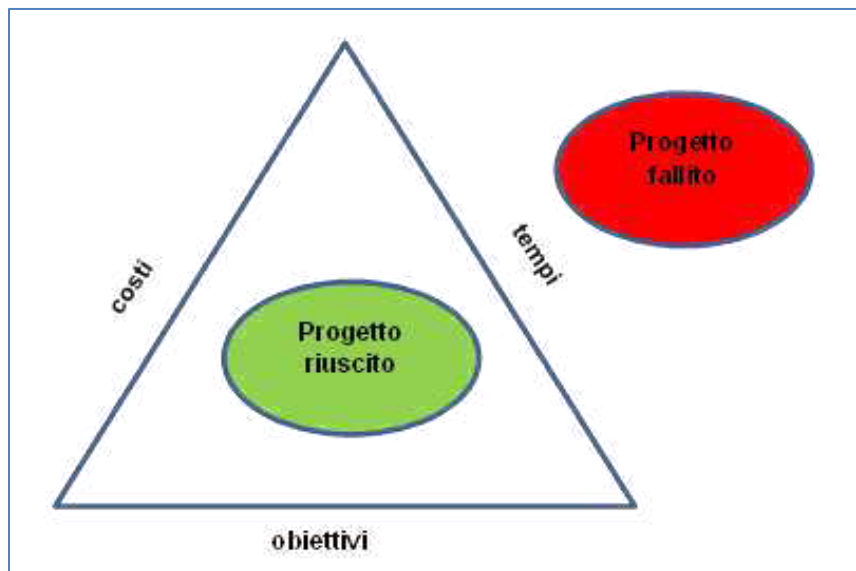 Progetto
fallito
tempi
costi
Progetto
riuscito
obiettivi